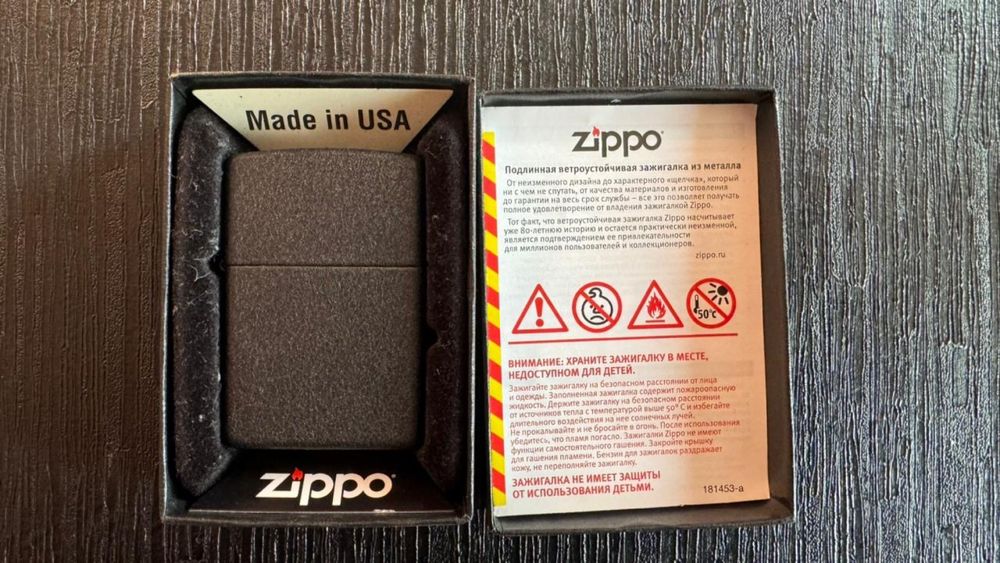 Made in USA
zippo
zippo
Подлинная ветроустойчивая зажигалка из металла
От неизменного дизайна до характерного «щелчка», который
ни с чем не спутать, от качества материалов и изготовления
до гарантии на весь срок службы – все это позволяет получать
полное удовлетворение от владения зажигалкой Zippo.
Тот факт, что ветроустойчивая зажигалка Zippo насчитывает
уже 80-летнюю историю и остается практически неизменной,
является подтверждением ее привлекательности
для миллионов пользователей и коллекционеров.
zippo.ru
50°C
ВНИМАНИЕ: ХРАНИТЕ ЗАЖИГАЛКУ В МЕСТЕ,
НЕДОСТУПНОМ ДЛЯ ДЕТЕЙ.
Зажигайте зажигалку на безопасном расстоянии от лица
и одежды. Заполненная зажигалка содержит пожароопасную
жидкость. Держите зажигалку на безопасном расстоянии
от источников тепла с температурой выше 50° C и избегайте
длительного воздействия на нее солнечных лучей.
Не прокалывайте и не бросайте в огонь. После использования
убедитесь, что пламя погасло. Зажигалки Zippo не имеют
функции самостоятельного гашения. Закройте крышку
для гашения пламени. Бензин для зажигалок раздражает
кожу, не переполняйте зажигалку.
ЗАЖИГАЛКА НЕ ИМЕЕТ ЗАЩИТЫ
ОТ ИСПОЛЬЗОВАНИЯ ДЕТЬМИ.
181453-a